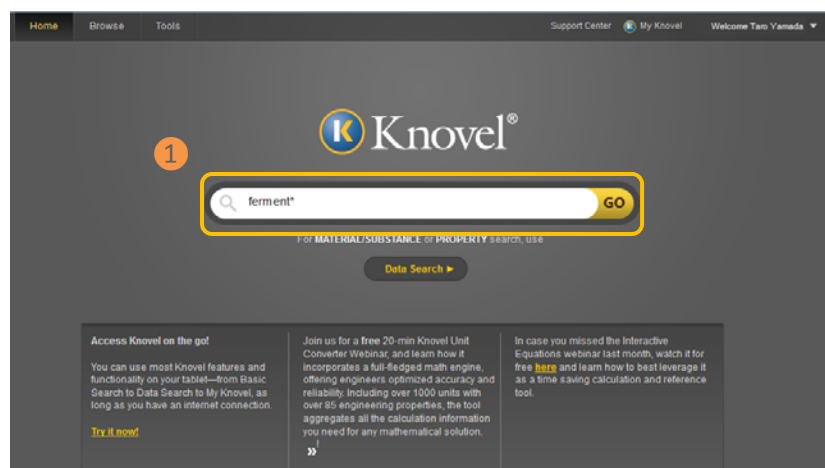 Home Browse Tools Support Center My Knovel Welcome Taro Yamada ▼
K Knovel®
1
ferment* GO
For MATERIAL/SUBSTANCE or PROPERTY search, use
Data Search ►
Access Knovel on the go!
You can use most Knovel features and
functionality on your tablet—from Basic
Search to Data Search to My Knovel, as
long as you have an internet connection.
Try it now!
Join us for a free 20-min Knovel Unit
Converter Webinar, and learn how it
incorporates a full-fledged math engine,
offering engineers optimized accuracy and
reliability. Including over 1000 units with
over 85 engineering properties, the tool
aggregates all the calculation information
you need for any mathematical solution.
!
»
In case you missed the Interactive
Equations webinar last month, watch it for
free here and learn how to best leverage it
as a time saving calculation and reference
tool.